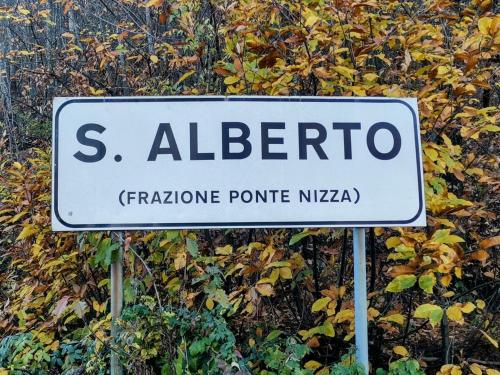 S. ALBERTO
(FRAZIONE PONTE NIZZA)